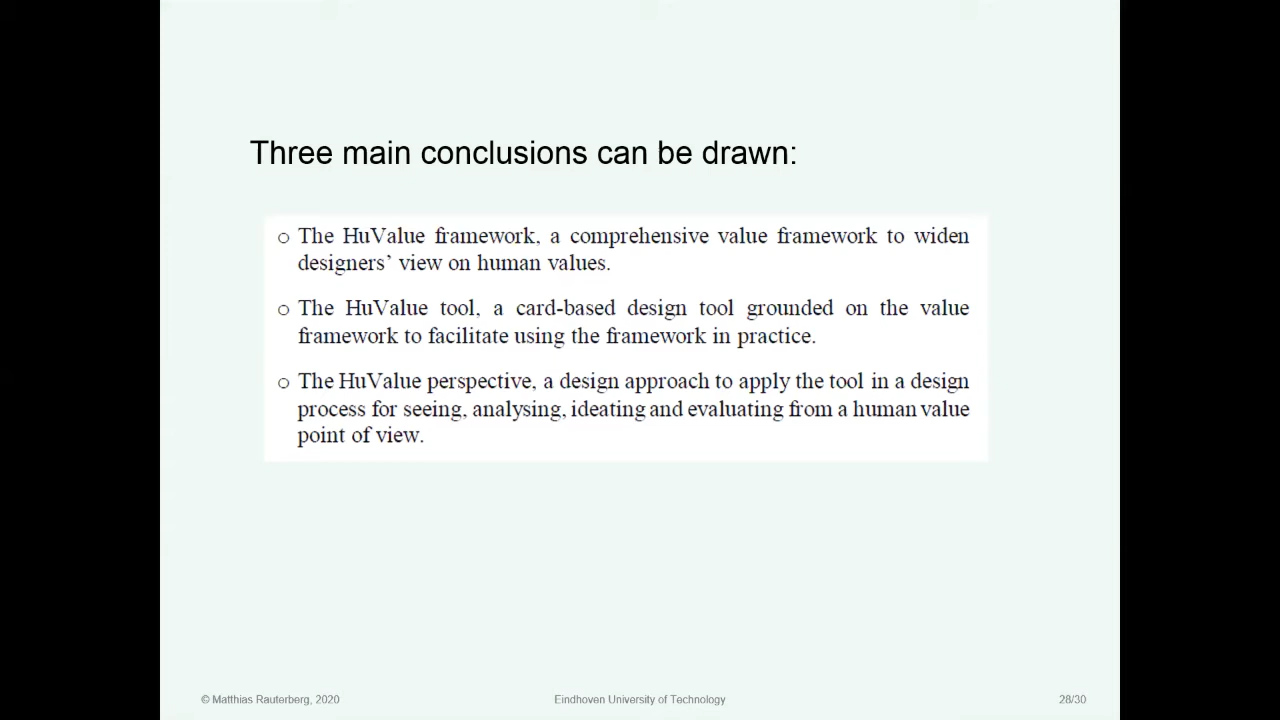 Three main conclusions can be drawn:
○ The HuValue framework, a comprehensive value framework to widen
designers’ view on human values.
○ The HuValue tool, a card-based design tool grounded on the value
framework to facilitate using the framework in practice.
○ The HuValue perspective, a design approach to apply the tool in a design
process for seeing, analysing, ideating and evaluating from a human value
point of view.
© Matthias Rauterberg, 2020
Eindhoven University of Technology
28/30